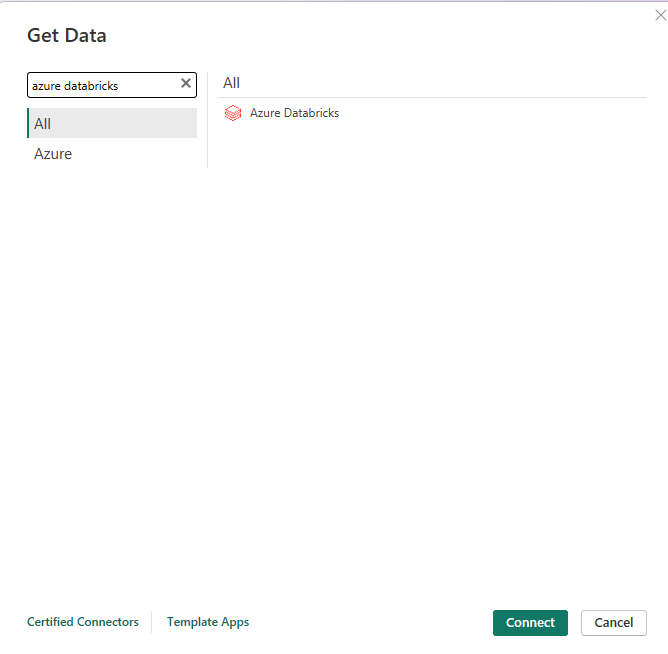 Get Data
azure databricks
All
Azure
All
Azure Databricks
Certified Connectors
Template Apps
Connect
Cancel